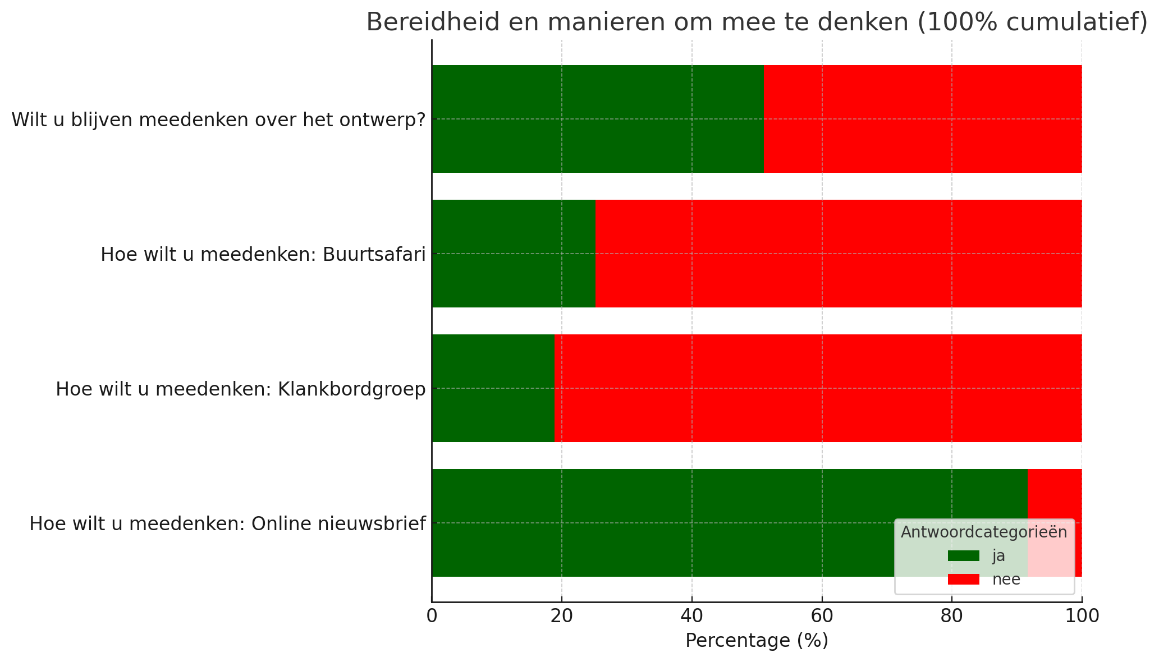 Bereidheid en manieren om mee te denken (100% cumulatief)
Wilt u blijven meedenken over het ontwerp?
Hoe wilt u meedenken: Buurtsafari
Hoe wilt u meedenken: Klankbordgroep
Hoe wilt u meedenken: Online nieuwsbrief
Antwoordcategorieën
ja
nee
0 20 40 60 80 100
Percentage (%)